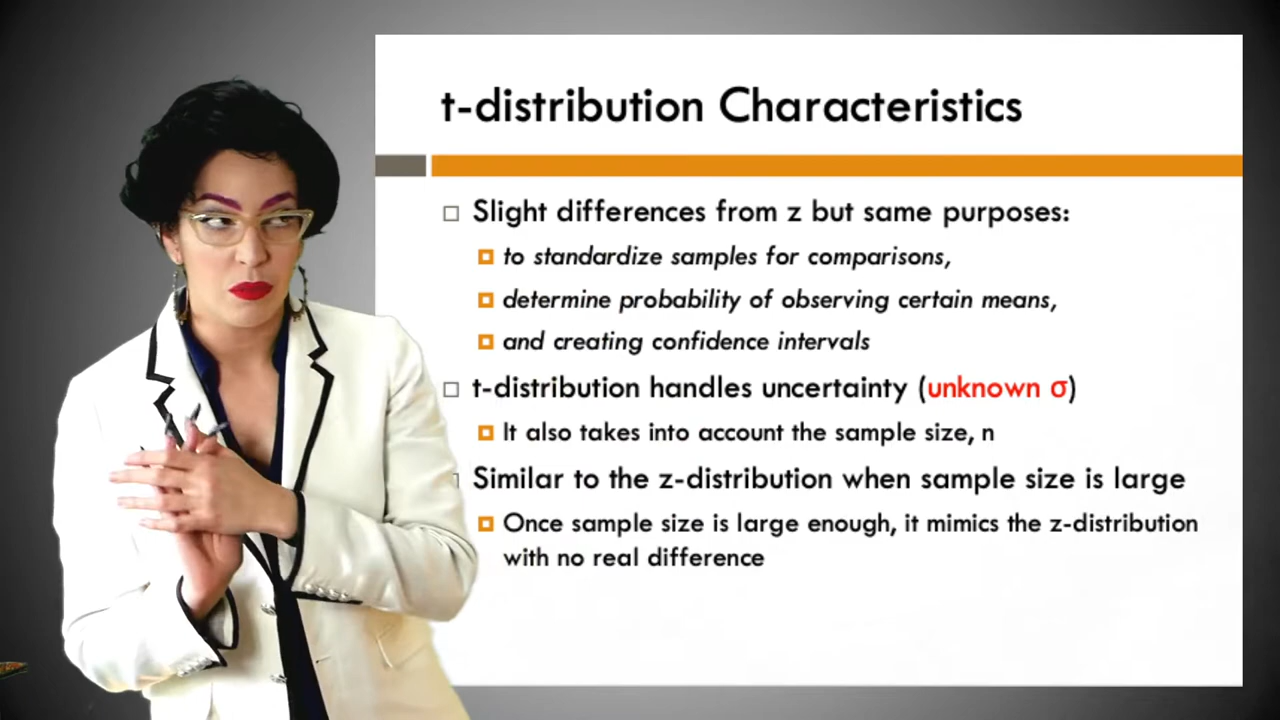 t-distribution Characteristics
Slight differences from z but same purposes:
to standardize samples for comparisons,
determine probability of observing certain means,
and creating confidence intervals
t-distribution handles uncertainty (unknown σ)
It also takes into account the sample size, n
Similar to the z-distribution when sample size is large
Once sample size is large enough, it mimics the z-distribution
with no real difference